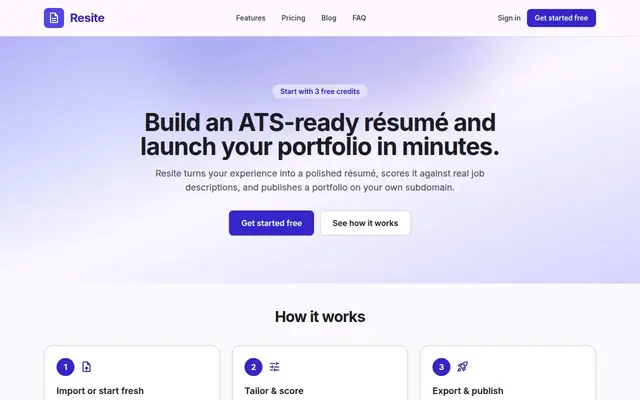 Resite
Features
Pricing
Blog
FAQ
Sign in
Get started free
Start with 3 free credits
Build an ATS-ready résumé and
launch your portfolio in minutes.
Resite turns your experience into a polished résumé, scores it against real job
descriptions, and publishes a portfolio on your own subdomain.
Get started free
See how it works
How it works
1
Import or start fresh
2
Tailor & score
3
Export & publish